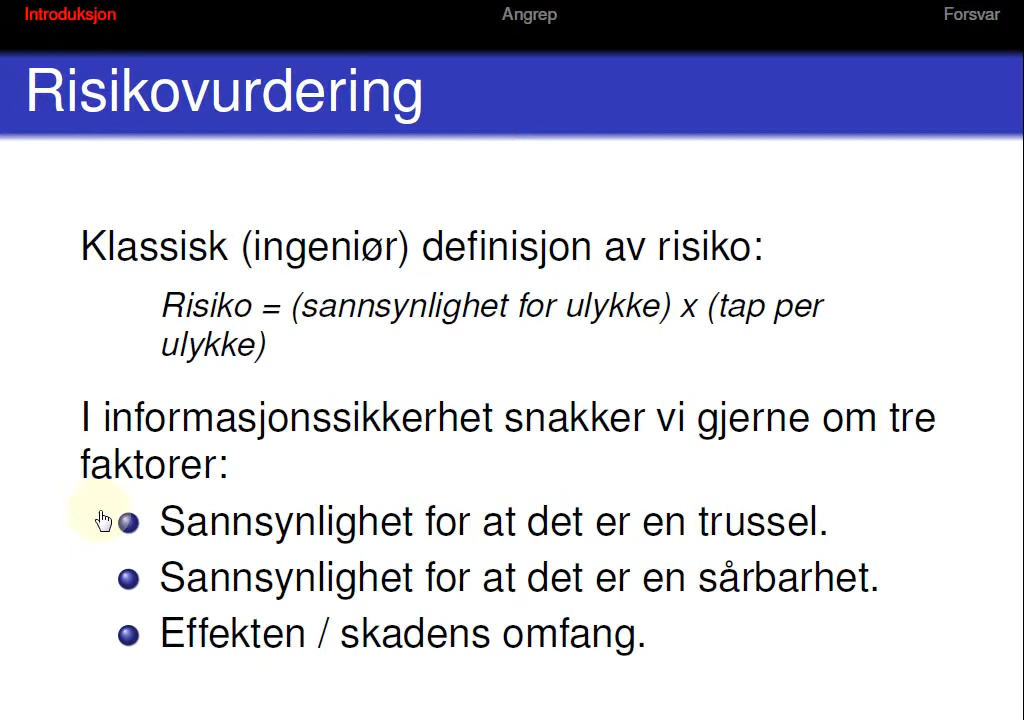 Introduksjon Angrep Forsvar
Risikovurdering
Klassisk (ingeniør) definisjon av risiko:
Risiko = (sannsynlighet for ulykke) x (tap per
ulykke)
I informasjonssikkerhet snakker vi gjerne om tre
faktorer:
Sannsynlighet for at det er en trussel.
Sannsynlighet for at det er en sårbarhet.
Effekten / skadens omfang.